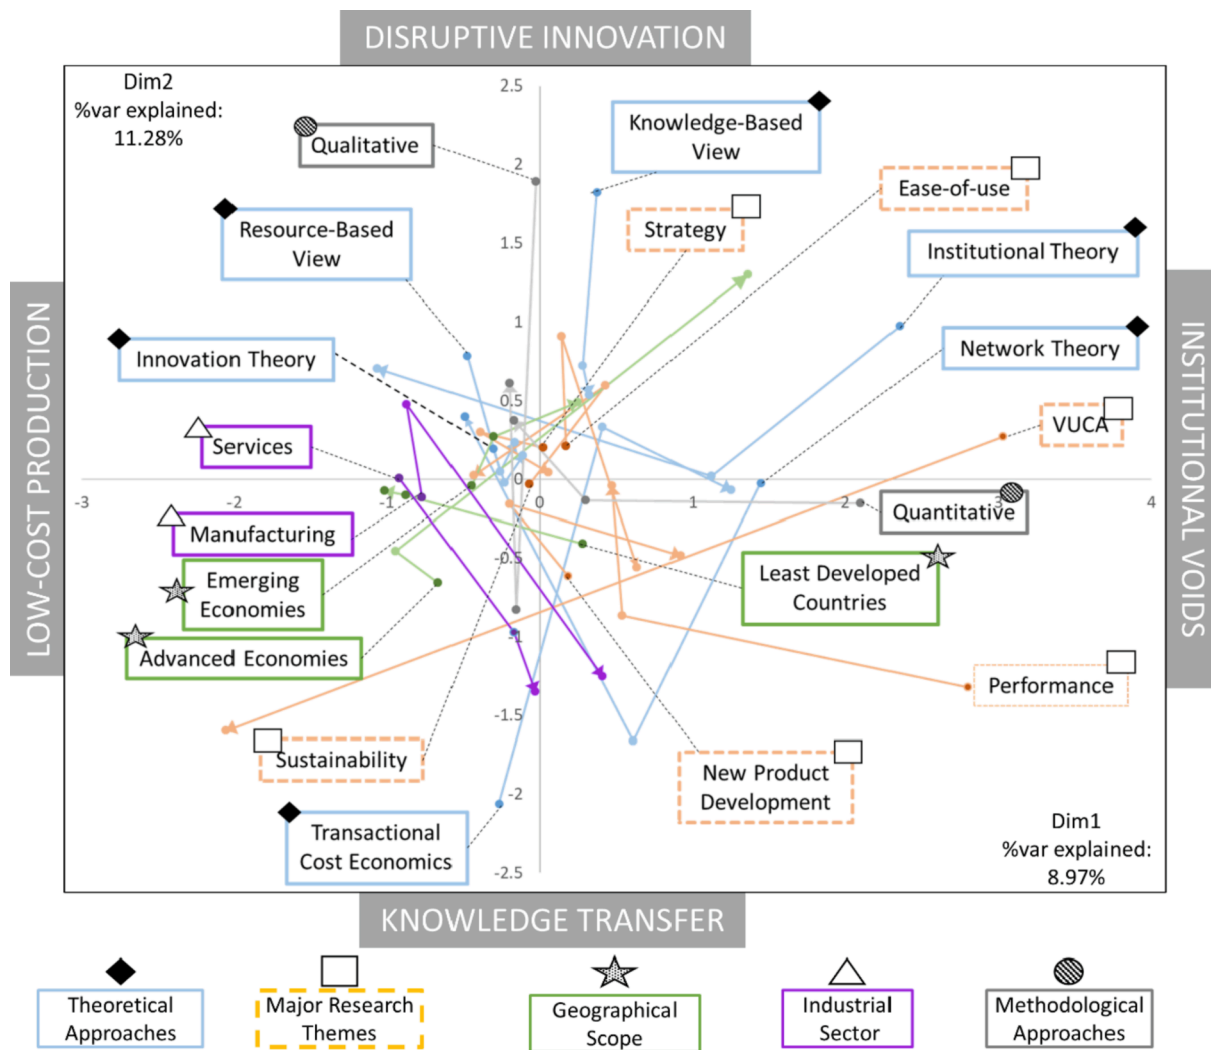 DISRUPTIVE INNOVATION
Dim2
%var explained:
11.28%
2.5
Knowledge-Based
View
Qualitative
2
Ease-of-use
Strategy
Resource-Based
View
1.5
Institutional Theory
1
Network Theory
Innovation Theory
LOW-COST PRODUCTION
INSTITUTIONAL VOIDS
0.5
VUCA
Services
0
-3
-2
-1
0
1
2
3
4
Quantitative
Manufacturing
-0.5
Emerging
Economies
Least Developed
Countries
Advanced Economies
-1
Performance
-1.5
Sustainability
New Product
Development
-2
Transactional
Cost Economics
Dim1
%var explained:
8.97%
-2.5
KNOWLEDGE TRANSFER
Theoretical
Approaches
Major Research
Themes
Geographical
Scope
Industrial
Sector
Methodological
Approaches